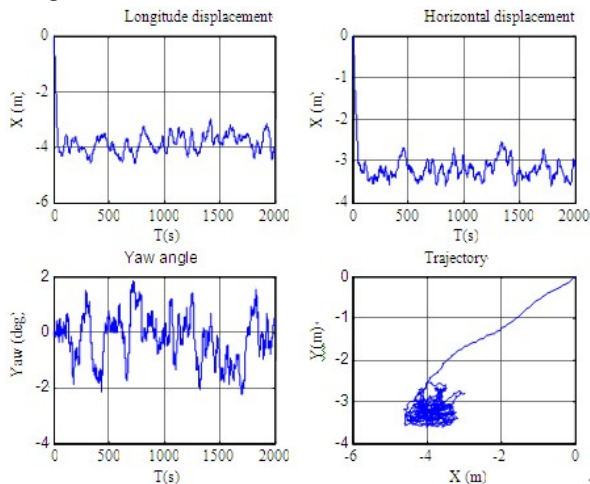 Longitude displacement
Horizontal displacement
0
-2
-4
-6
X (m)
0 500 1000 1500 2000
T(s)
0
-1
-2
-3
-4
X (m)
0 500 1000 1500 2000
T(s)
Yaw angle
Trajectory
2
0
-2
-4
Yaw (deg)
0 500 1000 1500 2000
T(s)
0
-1
-2
-3
-4
Y(m)
-6 -4 -2 0
X (m)